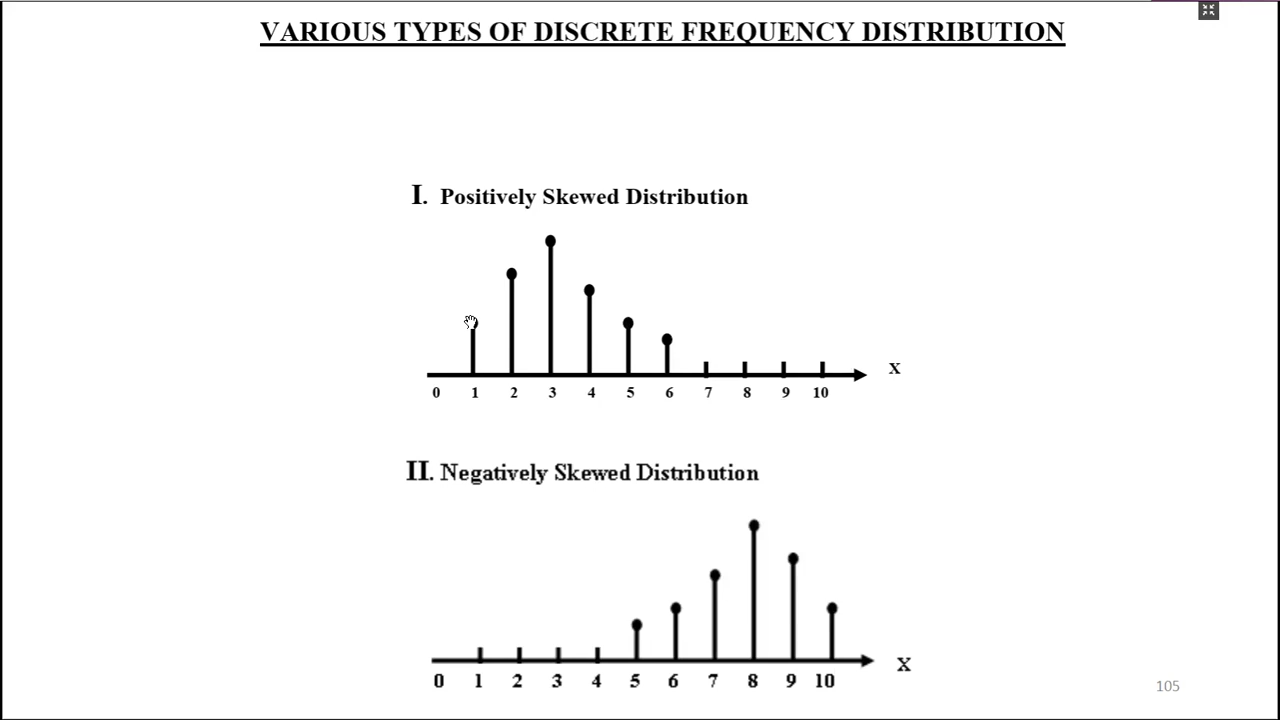 VARIOUS TYPES OF DISCRETE FREQUENCY DISTRIBUTION
I. Positively Skewed Distribution
X
0 1 2 3 4 5 6 7 8 9 10
II. Negatively Skewed Distribution
X
0 1 2 3 4 5 6 7 8 9 10
105